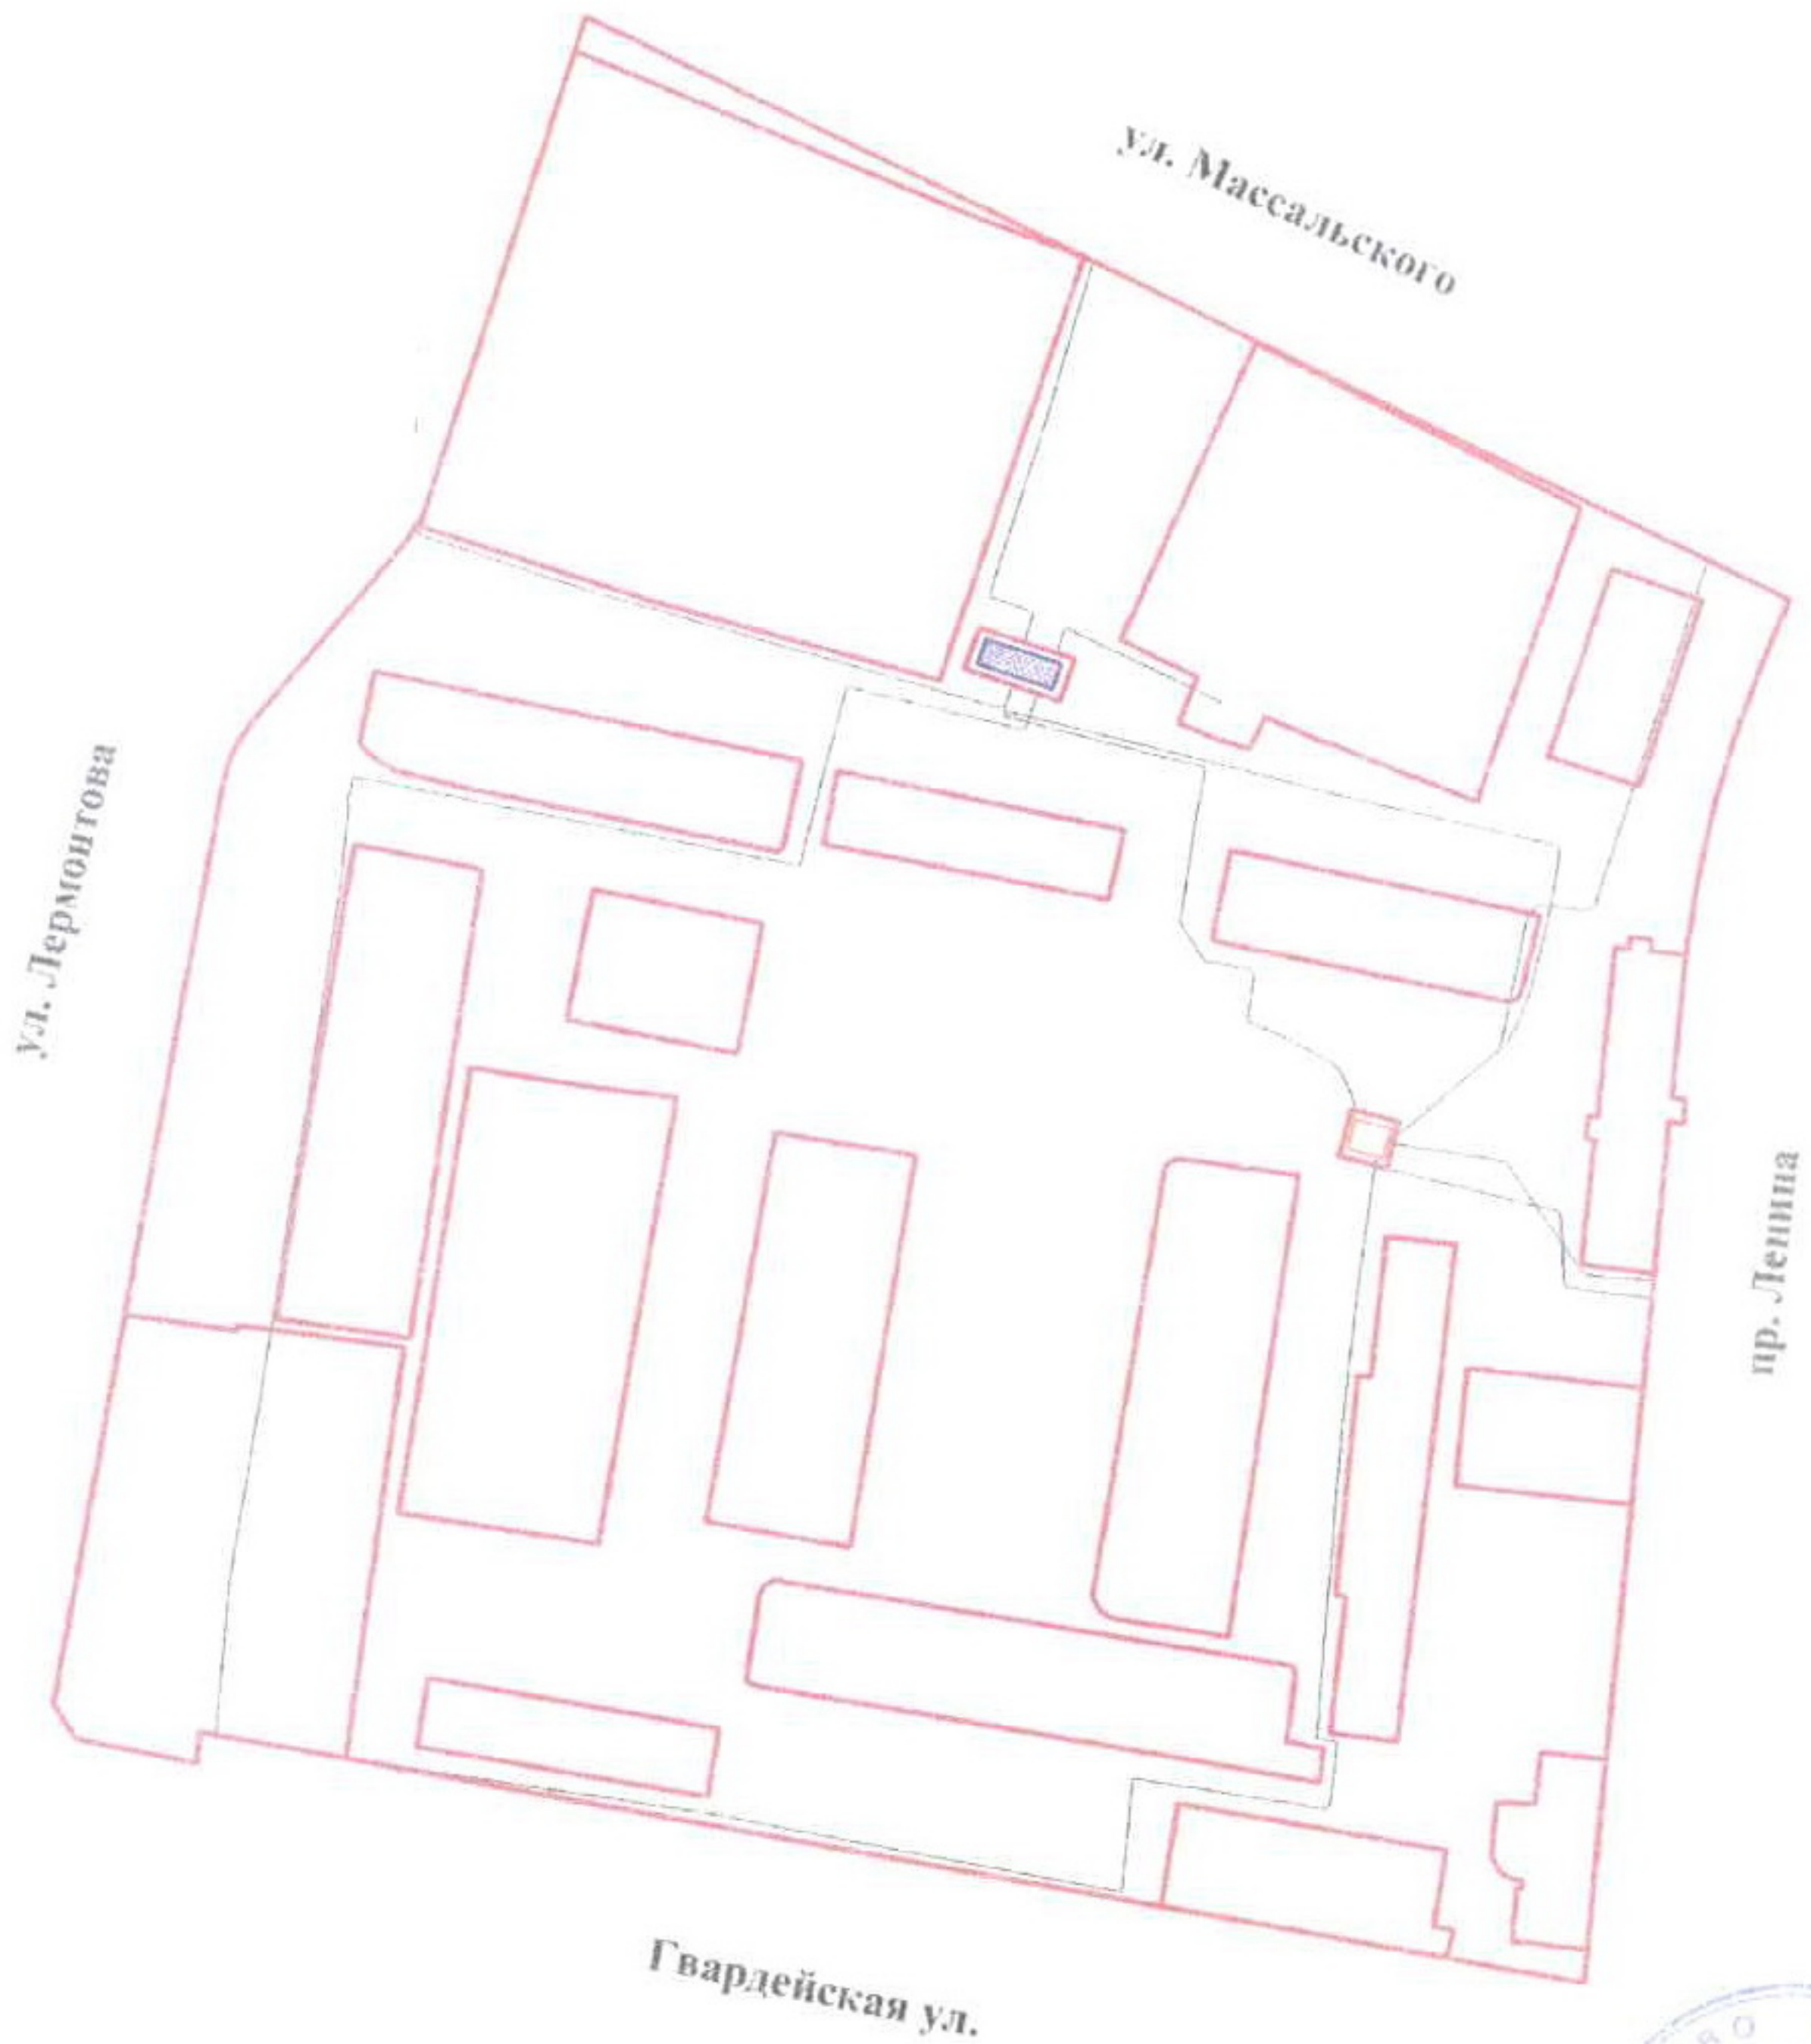 ул. Массальского
ул. Лермонтова
пр. Ленина
Гвардейская ул.